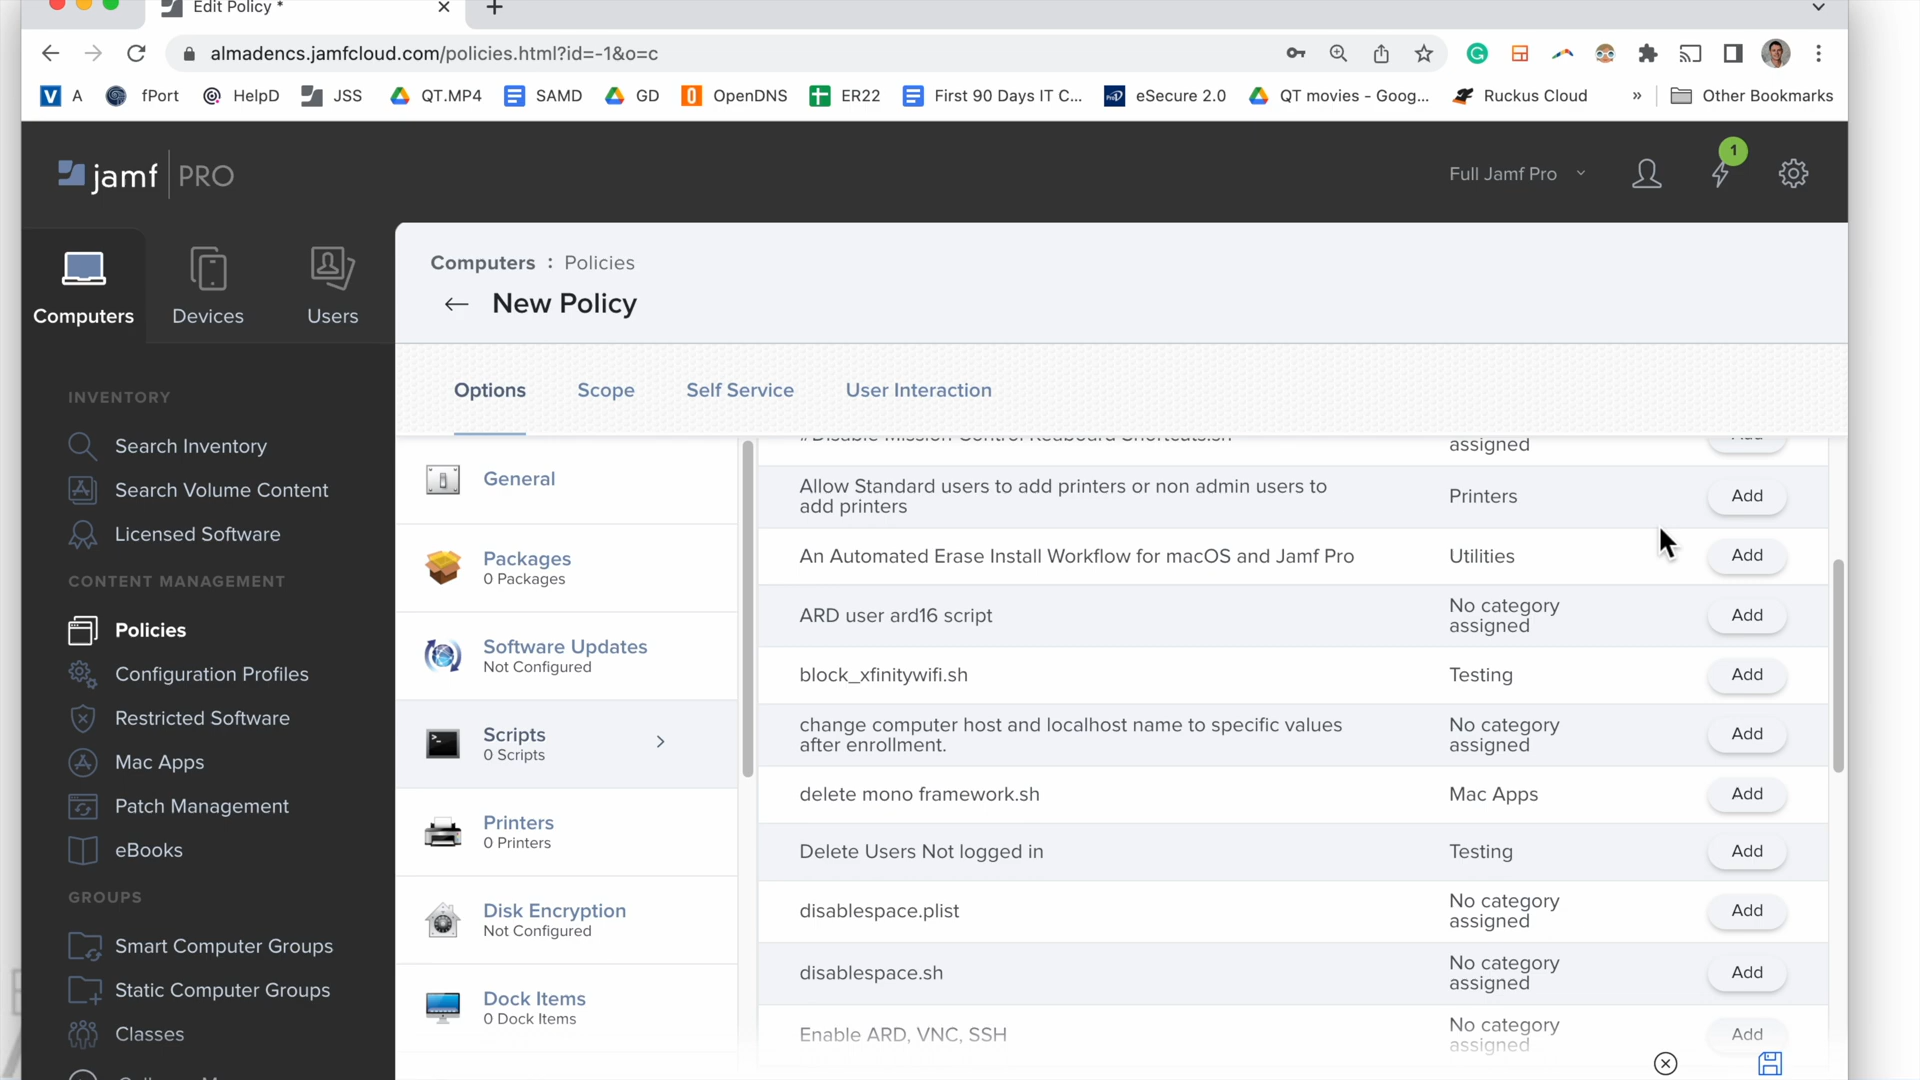 Edit Policy *
almadencs.jamfcloud.com/policies.html?id=-1&o=c
A
fPort
HelpD
JSS
QT.MP4
SAMD
GD
OpenDNS
ER22
First 90 Days IT C...
eSecure 2.0
QT movies - Goog...
Ruckus Cloud
»
Other Bookmarks
jamf PRO
Full Jamf Pro
1
Computers
Devices
Users
Computers : Policies
New Policy
Options
Scope
Self Service
User Interaction
INVENTORY
Search Inventory
Search Volume Content
Licensed Software
CONTENT MANAGEMENT
Policies
Configuration Profiles
Restricted Software
Mac Apps
Patch Management
eBooks
GROUPS
Smart Computer Groups
Static Computer Groups
Classes
General
Packages
0 Packages
Software Updates
Not Configured
Scripts
0 Scripts
Printers
0 Printers
Disk Encryption
Not Configured
Dock Items
0 Dock Items
#Disable Mission Control Keyboard Shortcuts.sh
assigned
Add
Allow Standard users to add printers or non admin users to
add printers
Printers
Add
An Automated Erase Install Workflow for macOS and Jamf Pro
Utilities
Add
ARD user ard16 script
No category
assigned
Add
block_xfinitywifi.sh
Testing
Add
change computer host and localhost name to specific values
after enrollment.
No category
assigned
Add
delete mono framework.sh
Mac Apps
Add
Delete Users Not logged in
Testing
Add
disablespace.plist
No category
assigned
Add
disablespace.sh
No category
assigned
Add
Enable ARD, VNC, SSH
No category
assigned
Add